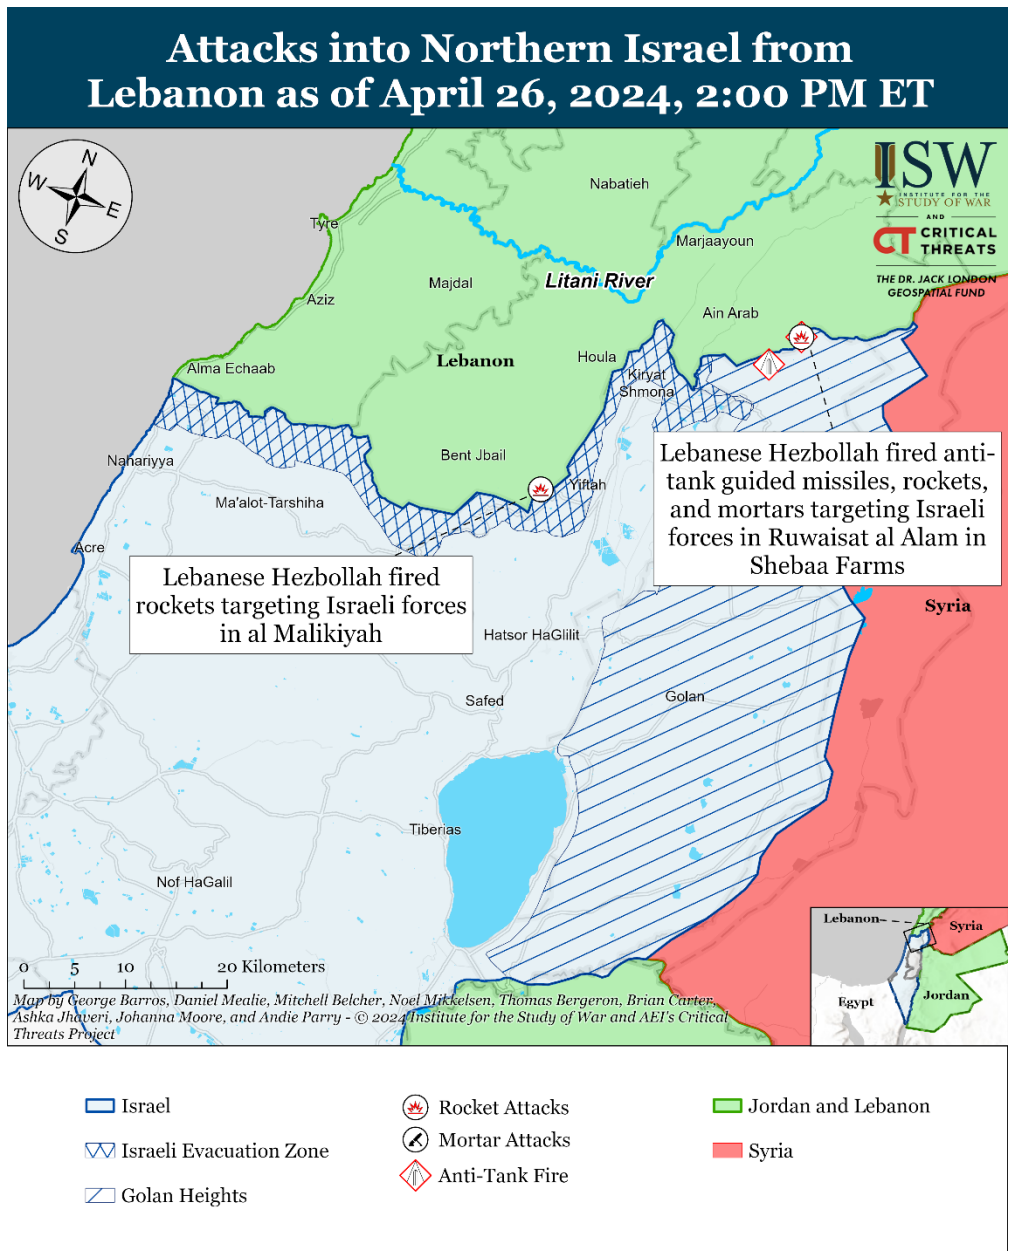 Attacks into Northern Israel from
Lebanon as of April 26, 2024, 2:00 PM ET
N
W
E
S
ISW
INSTITUTE FOR THE
STUDY OF WAR
AND
CT CRITICAL
THREATS
THE DR. JACK LONDON
GEOSPATIAL FUND
Nabatieh
Tyre
Marjaayoun
Majdal
Litani River
Aziz
Ain Arab
Lebanon
Houla
Alma Echaab
Kiryat
Shmona
Bent Jbail
Nahariyya
Yiftah
Ma'alot-Tarshiha
Lebanese Hezbollah fired anti-
tank guided missiles, rockets,
and mortars targeting Israeli
forces in Ruwaisat al Alam in
Shebaa Farms
Acre
Lebanese Hezbollah fired
rockets targeting Israeli forces
in al Malikiyah
Syria
Hatsor HaGlilit
Safed
Golan
Tiberias
Nof HaGalil
Lebanon
Syria
Egypt
Jordan
0 5 10 20 Kilometers
Map by George Barros, Daniel Mealie, Mitchell Belcher, Noel Mikkelsen, Thomas Bergeron, Brian Carter,
Ashka Jhaveri, Johanna Moore, and Andie Parry - © 2024 Institute for the Study of War and AEI's Critical
Threats Project
Israel
Israeli Evacuation Zone
Golan Heights
Rocket Attacks
Mortar Attacks
Anti-Tank Fire
Jordan and Lebanon
Syria